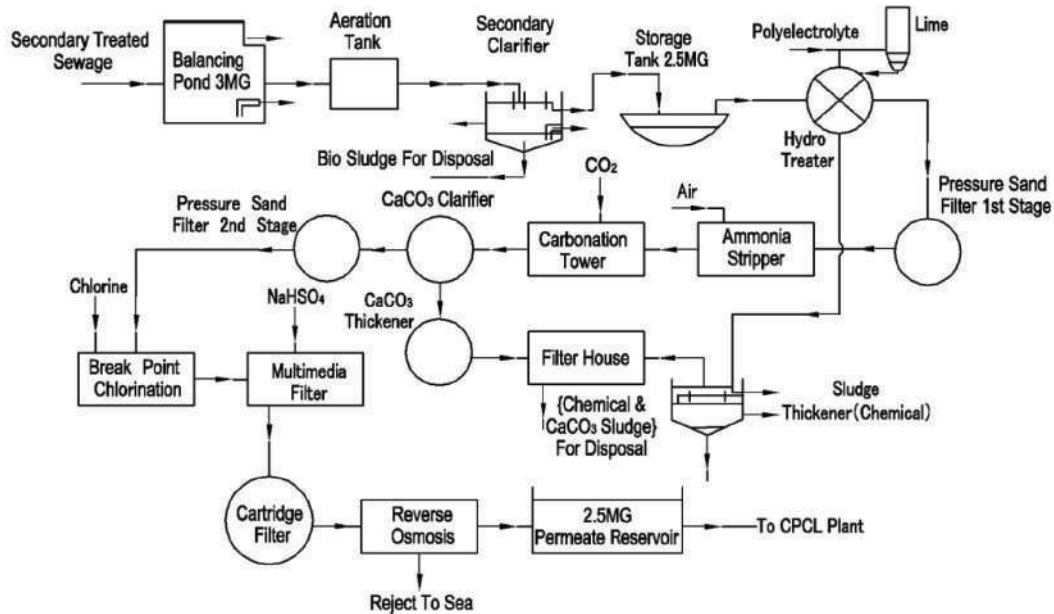 Secondary Treated
Sewage
Balancing
Pond 3MG
Aeration
Tank
Secondary
Clarifier
Storage
Tank 2.5MG
Polyelectrolyte
Lime
Hydro
Treater
Bio Sludge For Disposal
Pressure Sand
Filter 1st Stage
Pressure Sand
Filter 2nd Stage
CaCO₃ Clarifier
CO₂
Carbonation
Tower
Air
Ammonia
Stripper
Chlorine
NaHSO₄
CaCO₃
Thickener
Break Point
Chlorination
Multimedia
Filter
Filter House
{Chemical &
CaCO₃ Sludge}
For Disposal
Sludge
Thickener(Chemical)
Cartridge
Filter
Reverse
Osmosis
2.5MG
Permeate Reservoir
To CPCL Plant
Reject To Sea